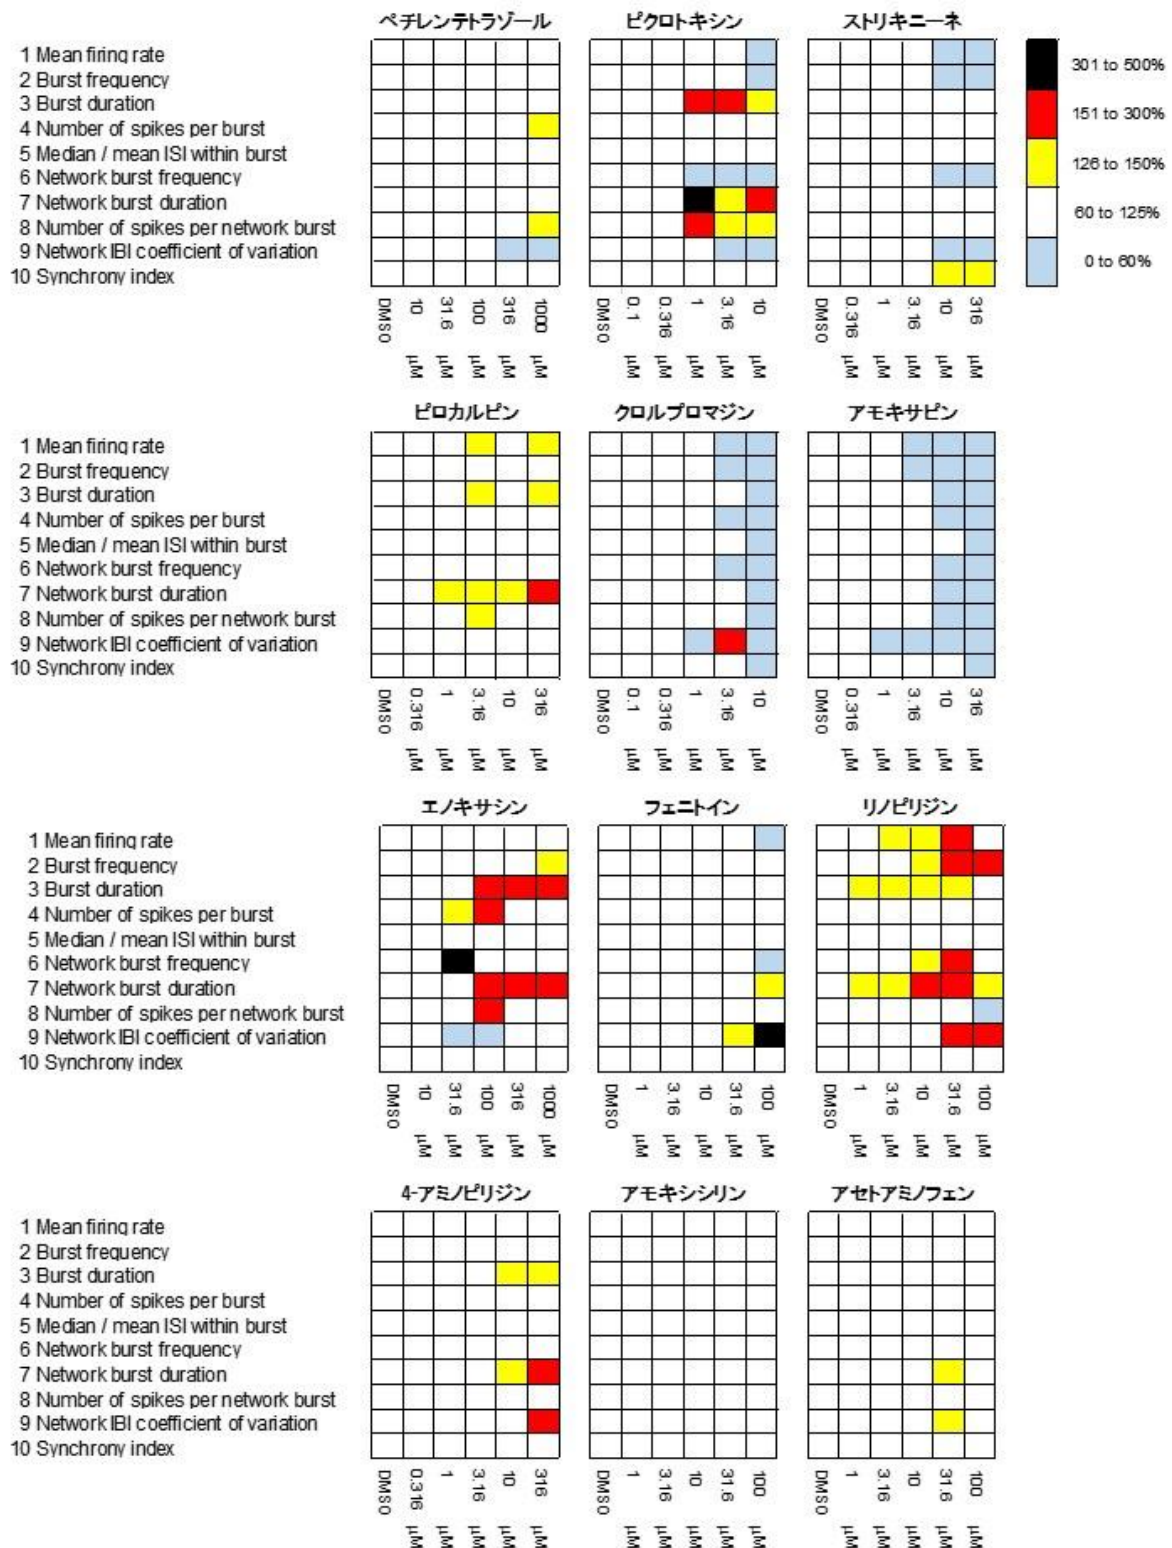 ペチレンテトラゾール ピクロトキシン ストリキニーネ
1 Mean firing rate
2 Burst frequency
3 Burst duration
4 Number of spikes per burst
5 Median / mean ISI within burst
6 Network burst frequency
7 Network burst duration
8 Number of spikes per network burst
9 Network IBI coefficient of variation
10 Synchrony index
301 to 500%
151 to 300%
126 to 150%
60 to 125%
0 to 60%
DMSO 10 µM 31.6 µM 100 µM 316 µM 1000 µM
DMSO 0.1 µM 0.316 µM 1 µM 3.16 µM 10 µM
DMSO 0.316 µM 1 µM 3.16 µM 10 µM 316 µM
ピロカルピン クロルプロマジン アモキサピン
1 Mean firing rate
2 Burst frequency
3 Burst duration
4 Number of spikes per burst
5 Median / mean ISI within burst
6 Network burst frequency
7 Network burst duration
8 Number of spikes per network burst
9 Network IBI coefficient of variation
10 Synchrony index
DMSO 0.316 µM 1 µM 3.16 µM 10 µM 316 µM
DMSO 0.1 µM 0.316 µM 1 µM 3.16 µM 10 µM
DMSO 0.316 µM 1 µM 3.16 µM 10 µM 316 µM
エノキサシン フェニトイン リノピリジン
1 Mean firing rate
2 Burst frequency
3 Burst duration
4 Number of spikes per burst
5 Median / mean ISI within burst
6 Network burst frequency
7 Network burst duration
8 Number of spikes per network burst
9 Network IBI coefficient of variation
10 Synchrony index
DMSO 10 µM 31.6 µM 100 µM 316 µM 1000 µM
DMSO 1 µM 3.16 µM 10 µM 31.6 µM 100 µM
DMSO 1 µM 3.16 µM 10 µM 31.6 µM 100 µM
4-アミノピリジン アモキシシリン アセトアミノフェン
1 Mean firing rate
2 Burst frequency
3 Burst duration
4 Number of spikes per burst
5 Median / mean ISI within burst
6 Network burst frequency
7 Network burst duration
8 Number of spikes per network burst
9 Network IBI coefficient of variation
10 Synchrony index
DMSO 0.316 µM 1 µM 3.16 µM 10 µM 316 µM
DMSO 1 µM 3.16 µM 10 µM 31.6 µM 100 µM
DMSO 1 µM 3.16 µM 10 µM 31.6 µM 100 µM